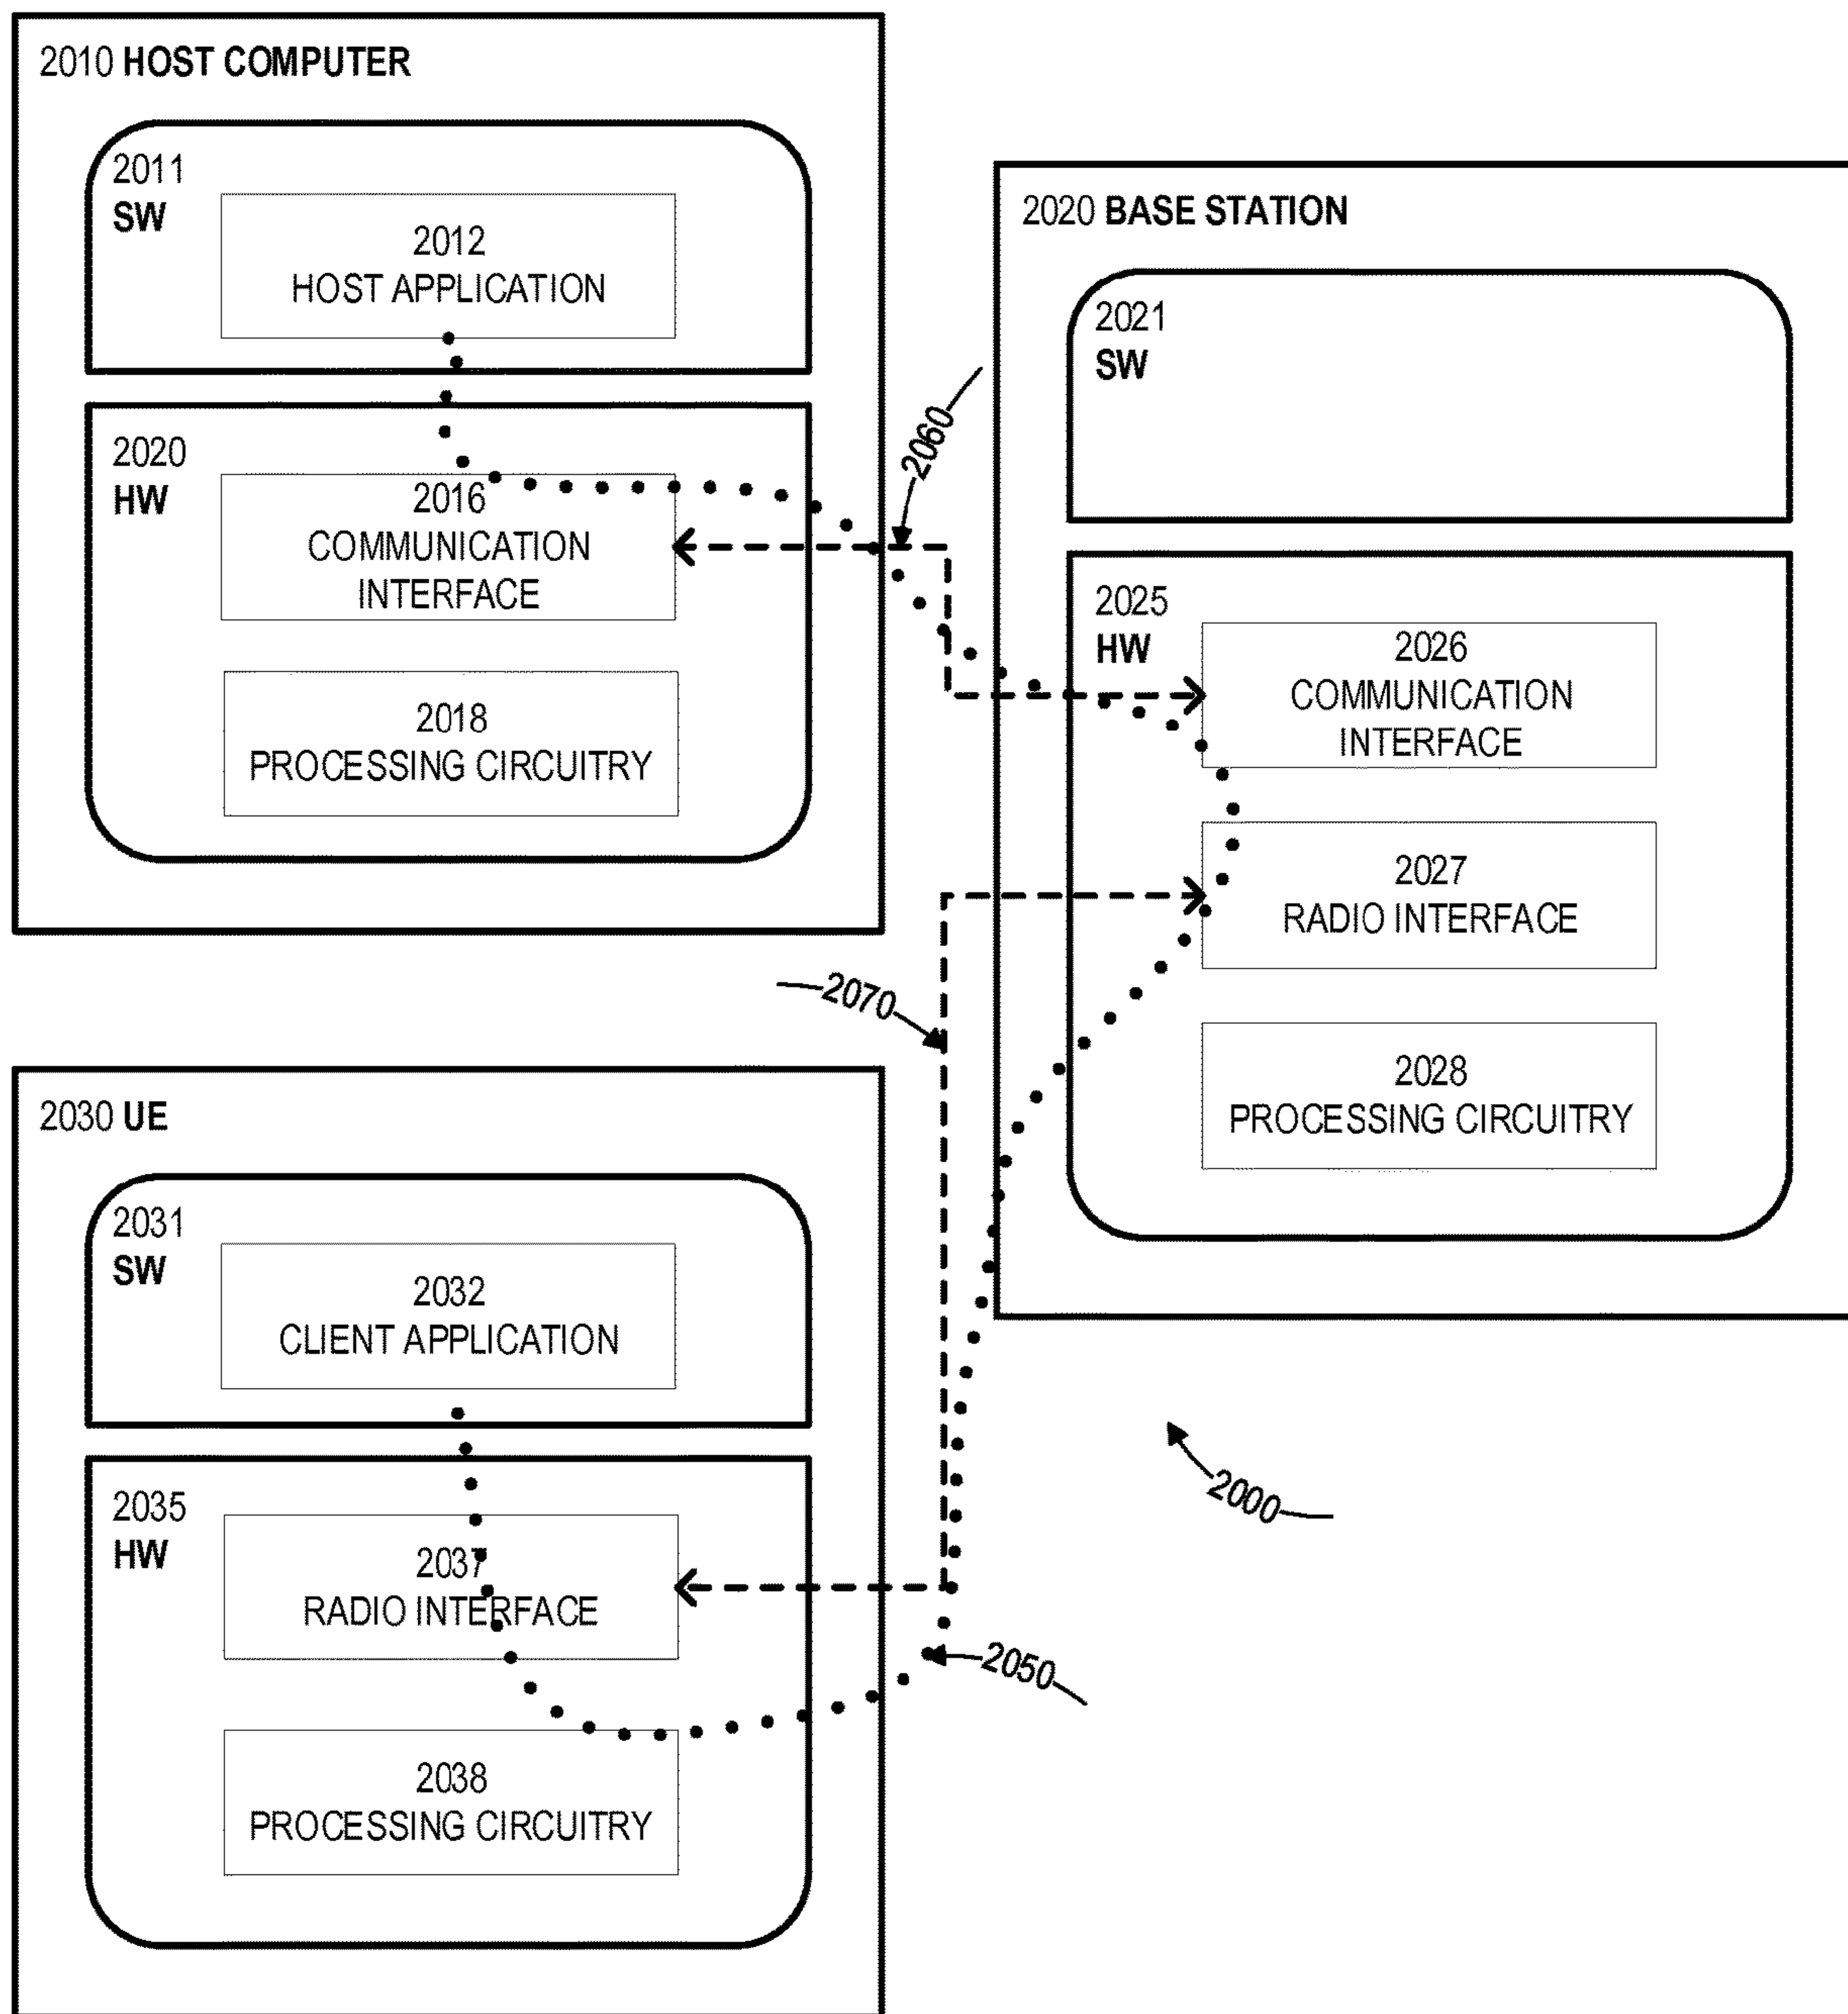 2010 HOST COMPUTER
2011
SW
2012
HOST APPLICATION
2020
HW
2016
COMMUNICATION
INTERFACE
2018
PROCESSING CIRCUITRY
2060
2020 BASE STATION
2021
SW
2025
HW
2026
COMMUNICATION
INTERFACE
2027
RADIO INTERFACE
2028
PROCESSING CIRCUITRY
2070
2030 UE
2031
SW
2032
CLIENT APPLICATION
2035
HW
2037
RADIO INTERFACE
2038
PROCESSING CIRCUITRY
2050
2000